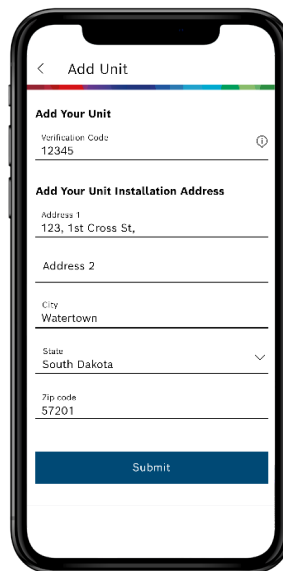 Add Unit
Add Your Unit
Verification Code
12345
Add Your Unit Installation Address
Address 1
123, 1st Cross St,
Address 2
City
Watertown
State
South Dakota
Zip code
57201
Submit